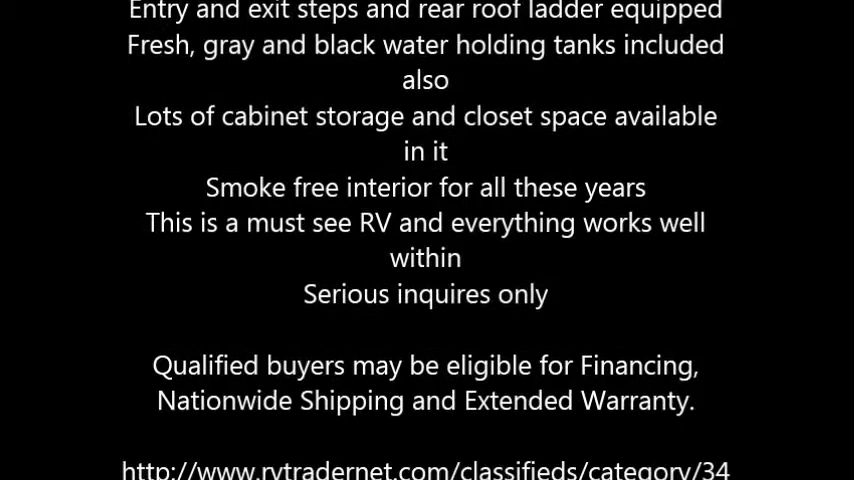 Entry and exit steps and rear roof ladder equipped
Fresh, gray and black water holding tanks included
also
Lots of cabinet storage and closet space available
in it
Smoke free interior for all these years
This is a must see RV and everything works well
within
Serious inquires only
Qualified buyers may be eligible for Financing,
Nationwide Shipping and Extended Warranty.
http://www.rvtradernet.com/classifieds/category/34